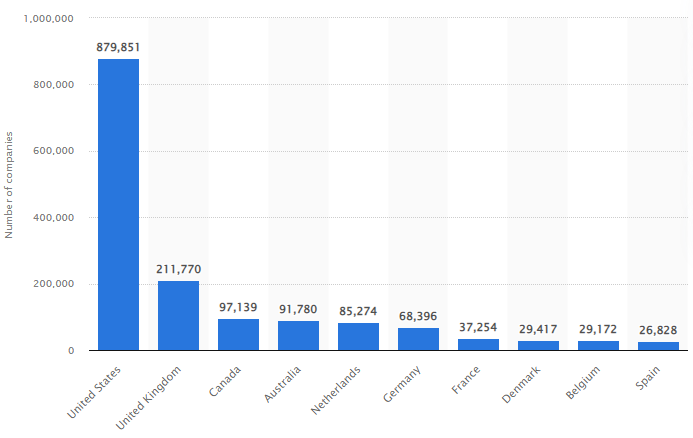 1,000,000
800,000
600,000
400,000
200,000
0
Number of companies
879,851
211,770
97,139
91,780
85,274
68,396
37,254
29,417
29,172
26,828
United States
United Kingdom
Canada
Australia
Netherlands
Germany
France
Denmark
Belgium
Spain